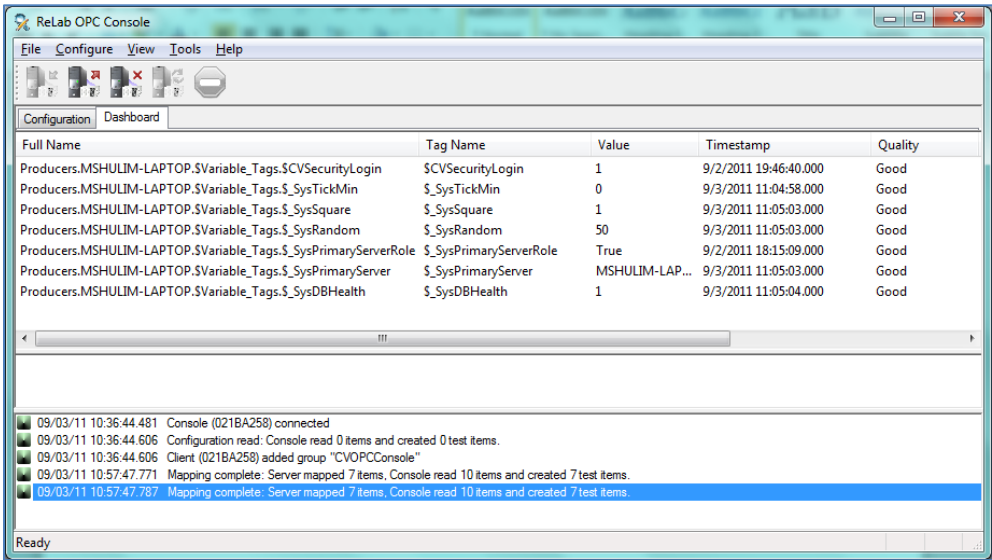 ReLab OPC Console
File Configure View Tools Help
Configuration Dashboard
Full Name Tag Name Value Timestamp Quality
Producers.MSHULIM-LAPTOP.$Variable_Tags.$CVSecurityLogin $CVSecurityLogin 1 9/2/2011 19:46:40.000 Good
Producers.MSHULIM-LAPTOP.$Variable_Tags.$_SysTickMin $_SysTickMin 0 9/3/2011 11:04:58.000 Good
Producers.MSHULIM-LAPTOP.$Variable_Tags.$_SysSquare $_SysSquare 1 9/3/2011 11:05:03.000 Good
Producers.MSHULIM-LAPTOP.$Variable_Tags.$_SysRandom $_SysRandom 50 9/3/2011 11:05:03.000 Good
Producers.MSHULIM-LAPTOP.$Variable_Tags.$_SysPrimaryServerRole $_SysPrimaryServerRole True 9/2/2011 18:15:09.000 Good
Producers.MSHULIM-LAPTOP.$Variable_Tags.$_SysPrimaryServer $_SysPrimaryServer MSHULIM-LAP... 9/3/2011 11:05:03.000 Good
Producers.MSHULIM-LAPTOP.$Variable_Tags.$_SysDBHealth $_SysDBHealth 1 9/3/2011 11:05:04.000 Good
09/03/11 10:36:44.481 Console (021BA258) connected
09/03/11 10:36:44.606 Configuration read: Console read 0 items and created 0 test items.
09/03/11 10:36:44.606 Client (021BA258) added group "CVOPCConsole"
09/03/11 10:57:47.771 Mapping complete: Server mapped 7 items, Console read 10 items and created 7 test items.
09/03/11 10:57:47.787 Mapping complete: Server mapped 7 items, Console read 10 items and created 7 test items.
Ready